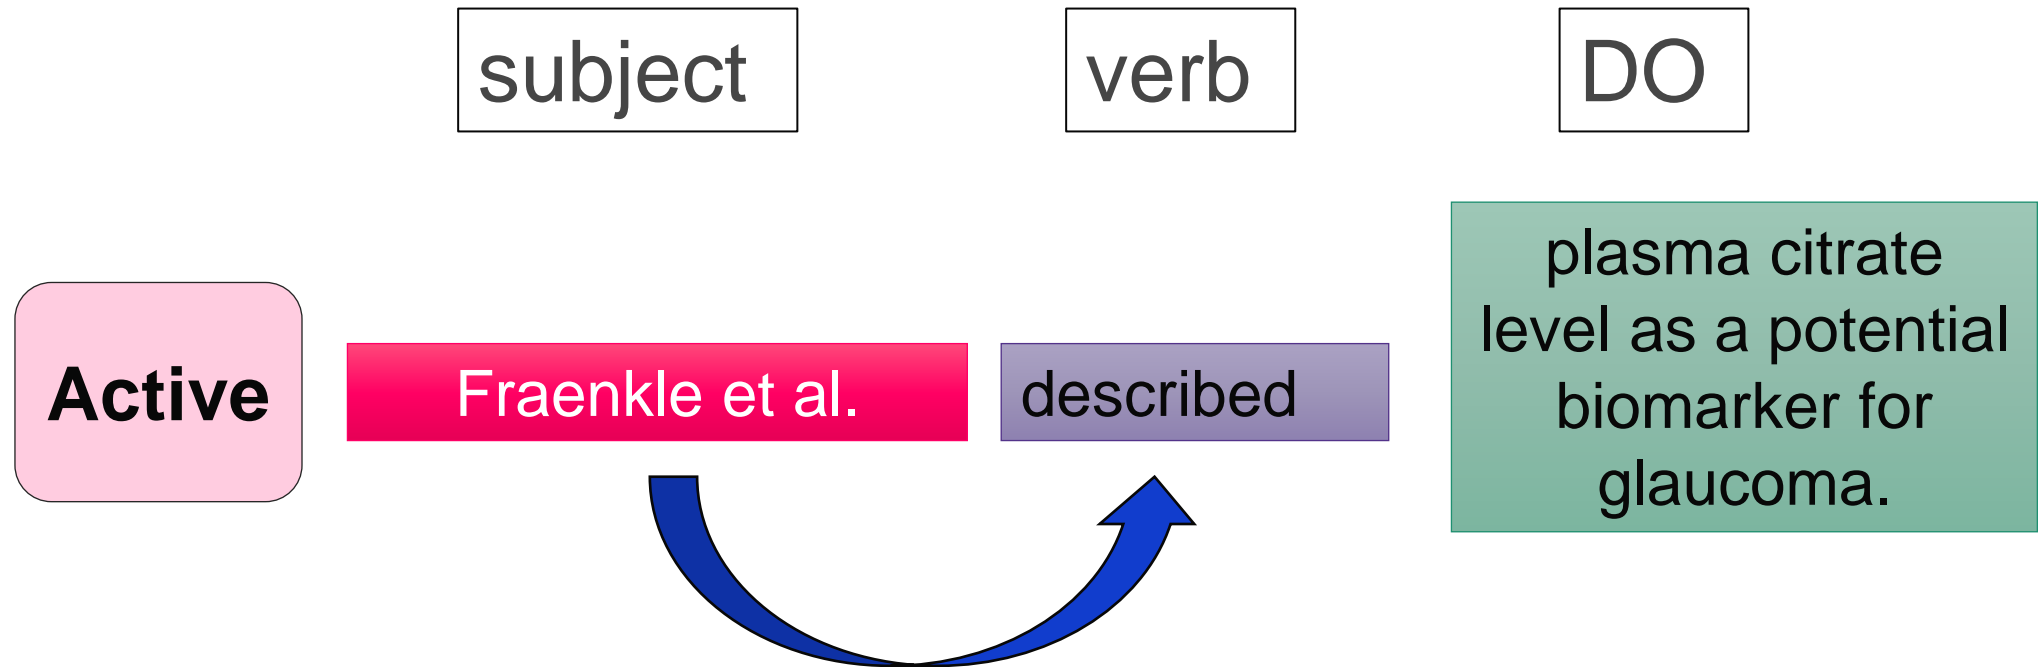 subject
verb
DO
Active
Fraenkle et al.
described
plasma citrate
level as a potential
biomarker for
glaucoma.